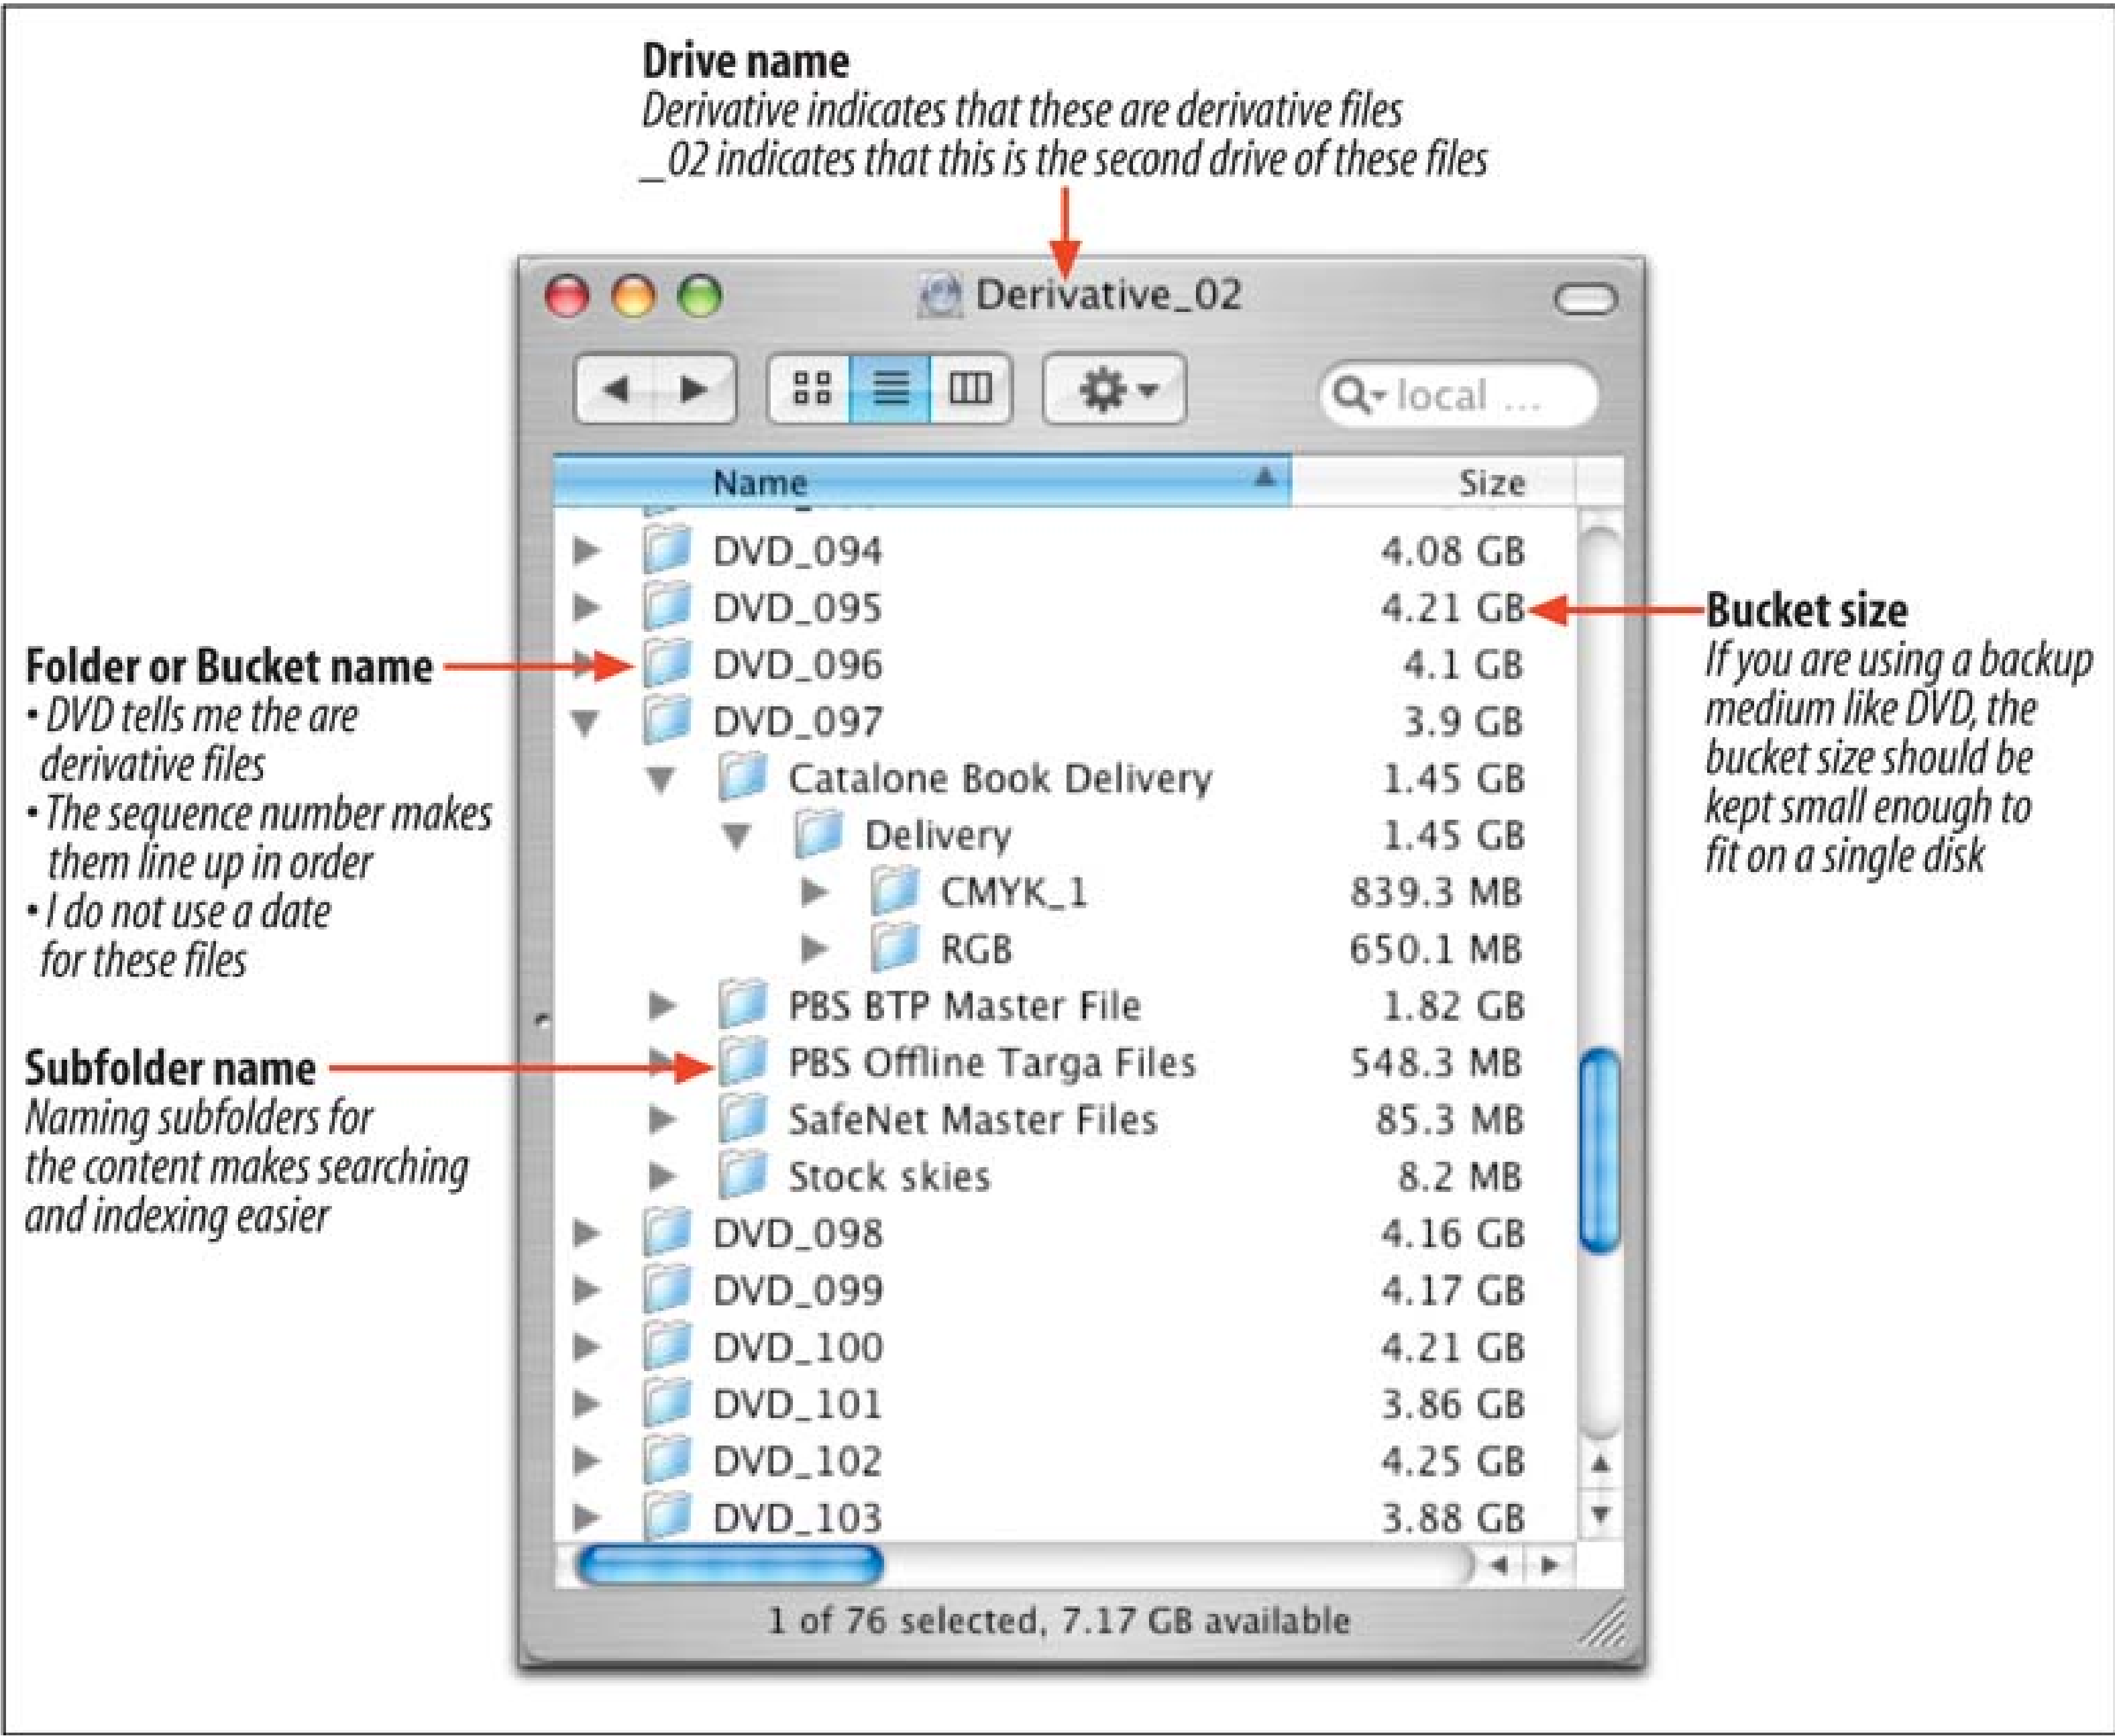 Drive name
Derivative indicates that these are derivative files
_02 indicates that this is the second drive of these files
Derivative_02
local ...
Name Size
DVD_094 4.08 GB
DVD_095 4.21 GB
DVD_096 4.1 GB
DVD_097 3.9 GB
Catalone Book Delivery 1.45 GB
Delivery 1.45 GB
CMYK_1 839.3 MB
RGB 650.1 MB
PBS BTP Master File 1.82 GB
PBS Offline Targa Files 548.3 MB
SafeNet Master Files 85.3 MB
Stock skies 8.2 MB
DVD_098 4.16 GB
DVD_099 4.17 GB
DVD_100 4.21 GB
DVD_101 3.86 GB
DVD_102 4.25 GB
DVD_103 3.88 GB
1 of 76 selected, 7.17 GB available
Folder or Bucket name
• DVD tells me the are
derivative files
• The sequence number makes
them line up in order
• I do not use a date
for these files
Subfolder name
Naming subfolders for
the content makes searching
and indexing easier
Bucket size
If you are using a backup
medium like DVD, the
bucket size should be
kept small enough to
fit on a single disk